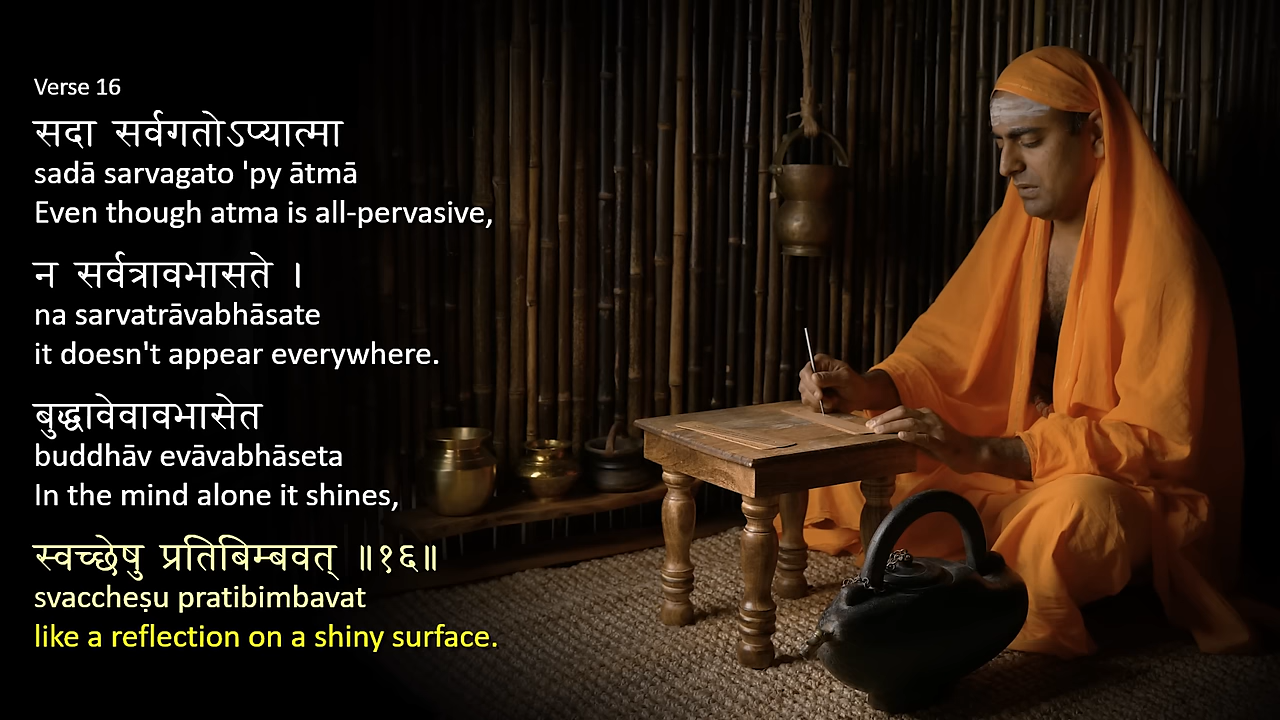 Verse 16
सदा सर्वगतोऽप्यात्मा
sadā sarvagato 'py ātmā
Even though atma is all-pervasive,
न सर्वत्रावभासते ।
na sarvatrāvabhāsate
it doesn't appear everywhere.
बुद्धावेवावभासेत
buddhāv evāvabhāseta
In the mind alone it shines,
स्वच्छेषु प्रतिबिम्बवत् ॥१६॥
svaccheṣu pratibimbavat
like a reflection on a shiny surface.